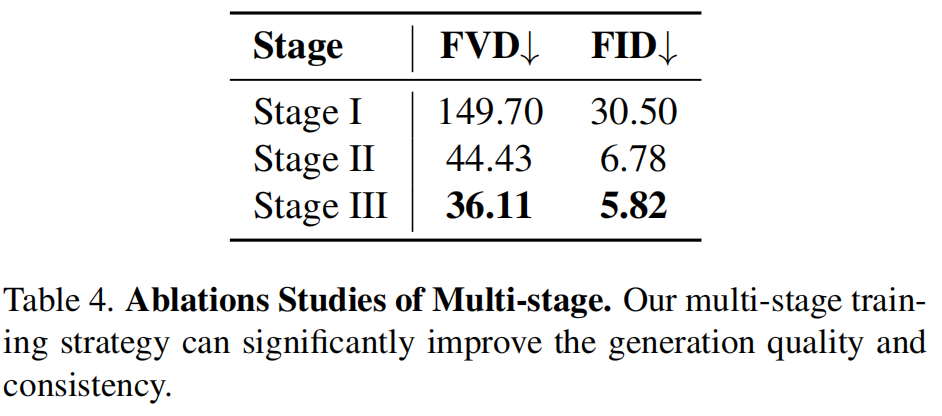 Stage FVD↓ FID↓
Stage I 149.70 30.50
Stage II 44.43 6.78
Stage III 36.11 5.82
Table 4. Ablations Studies of Multi-stage. Our multi-stage train-
ing strategy can significantly improve the generation quality and
consistency.